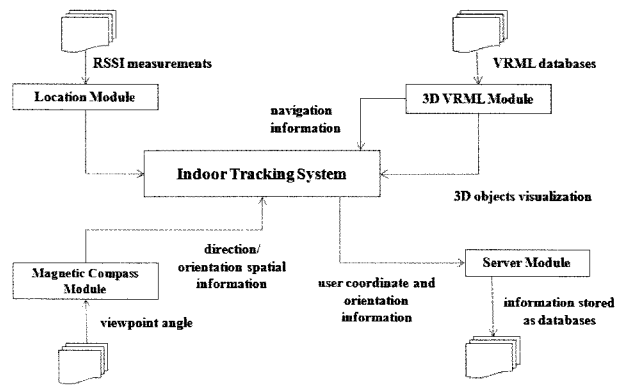 RSSI measurements
VRML databases
Location Module
3D VRML Module
navigation
information
Indoor Tracking System
3D objects visualization
direction/
orientation spatial
information
Magnetic Compass
Module
user coordinate and
orientation
information
Server Module
viewpoint angle
information stored
as databases